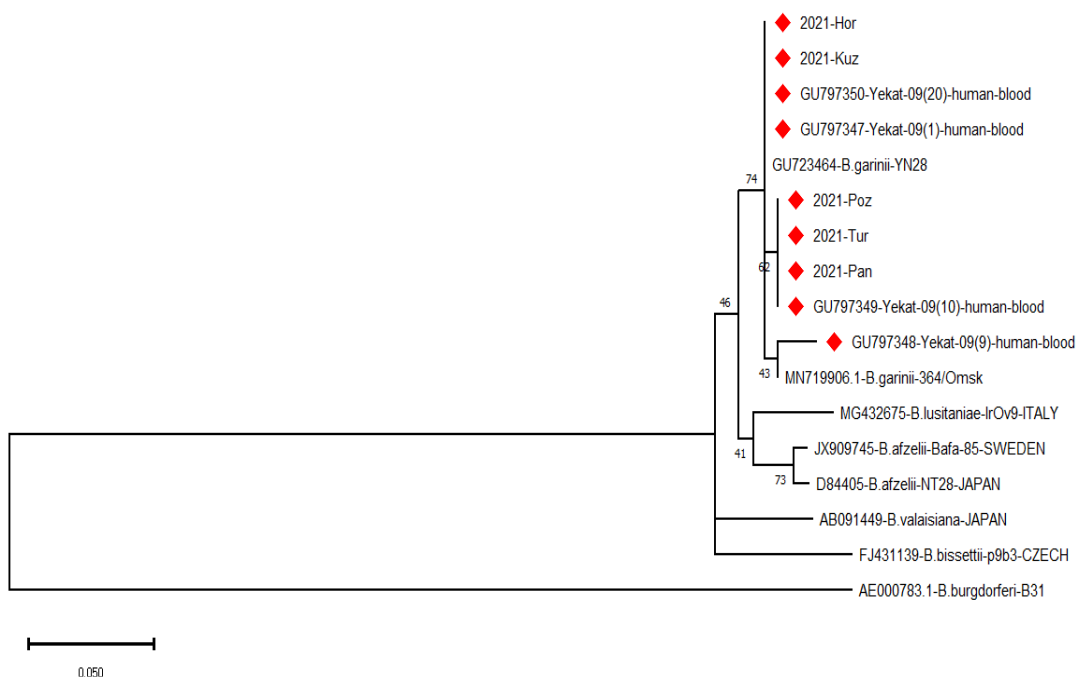 2021-Hor
2021-Kuz
GU797350-Yekat-09(20)-human-blood
GU797347-Yekat-09(1)-human-blood
GU723464-B.garinii-YN28
74
2021-Poz
2021-Tur
62
2021-Pan
46
GU797349-Yekat-09(10)-human-blood
GU797348-Yekat-09(9)-human-blood
43
MN719906.1-B.garinii-364/Omsk
MG432675-B.lusitaniae-IrOv9-ITALY
41
JX909745-B.afzelii-Bafa-85-SWEDEN
73
D84405-B.afzelii-NT28-JAPAN
AB091449-B.valaisiana-JAPAN
FJ431139-B.bissettii-p9b3-CZECH
AE000783.1-B.burgdorferi-B31
0.050